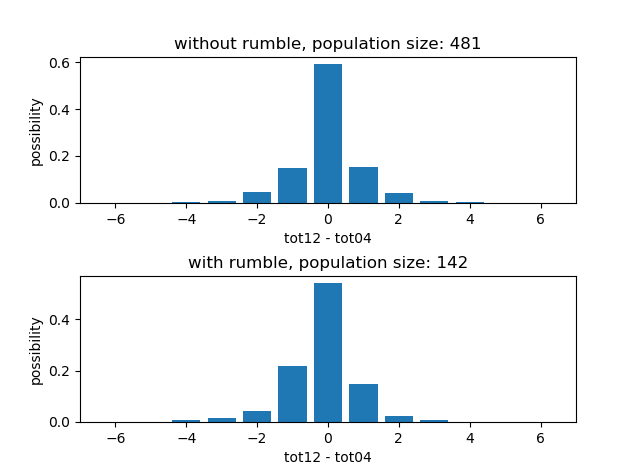 without rumble, population size: 481
0.6
0.4
0.2
0.0
possibility
−6 −4 −2 0 2 4 6
tot12 - tot04
with rumble, population size: 142
0.4
0.2
0.0
possibility
−6 −4 −2 0 2 4 6
tot12 - tot04